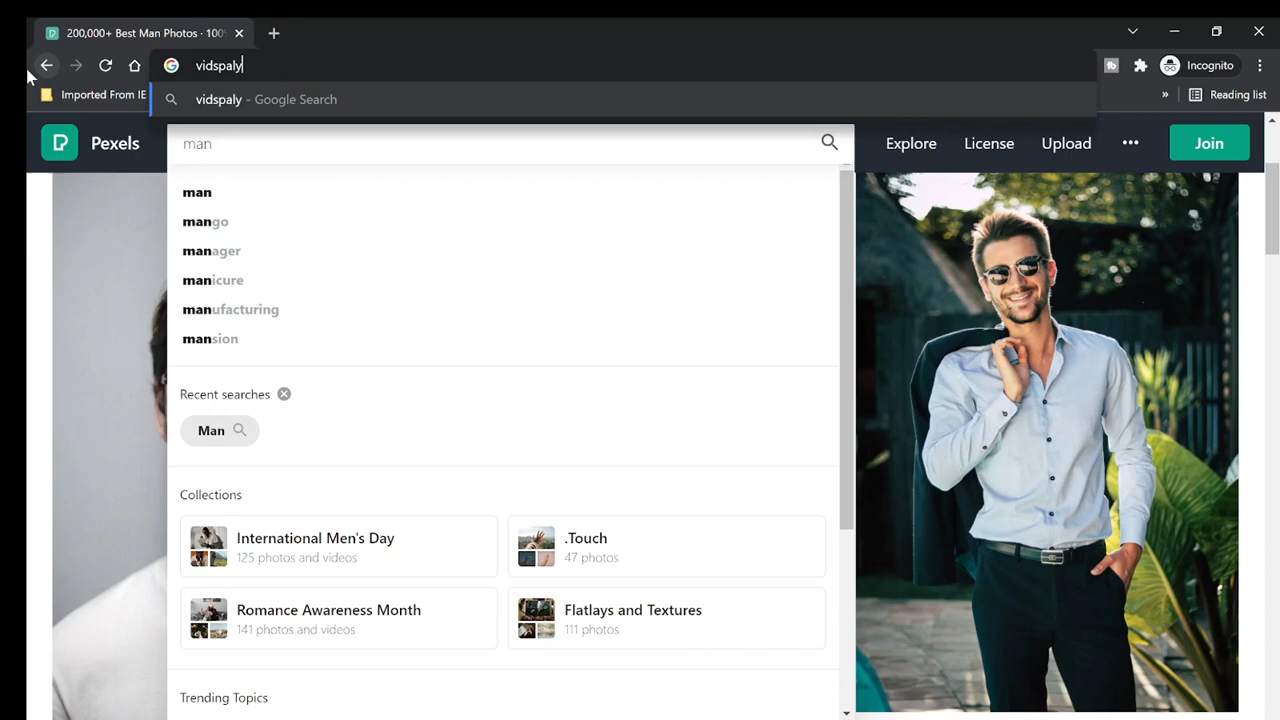 200,000+ Best Man Photos · 100%
vidspaly
Incognito
Imported From IE
vidspaly - Google Search
Reading list
Pexels
man
Explore
License
Upload
Join
man
mango
manager
manicure
manufacturing
mansion
Recent searches
Man
Collections
International Men's Day
125 photos and videos
.Touch
47 photos
Romance Awareness Month
141 photos and videos
Flatlays and Textures
111 photos
Trending Topics